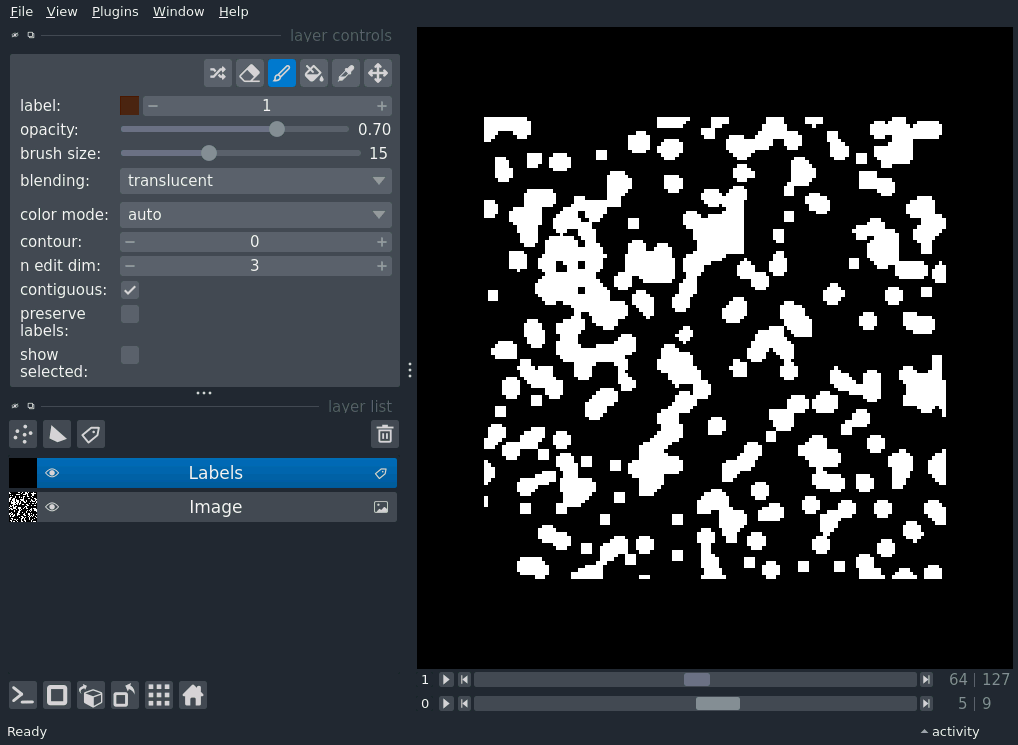 File View Plugins Window Help
layer controls
label: 1
opacity: 0.70
brush size: 15
blending: translucent
color mode: auto
contour: 0
n edit dim: 3
contiguous:
preserve
labels:
show
selected:
layer list
Labels
Image
1 64 | 127
0 5 | 9
Ready activity